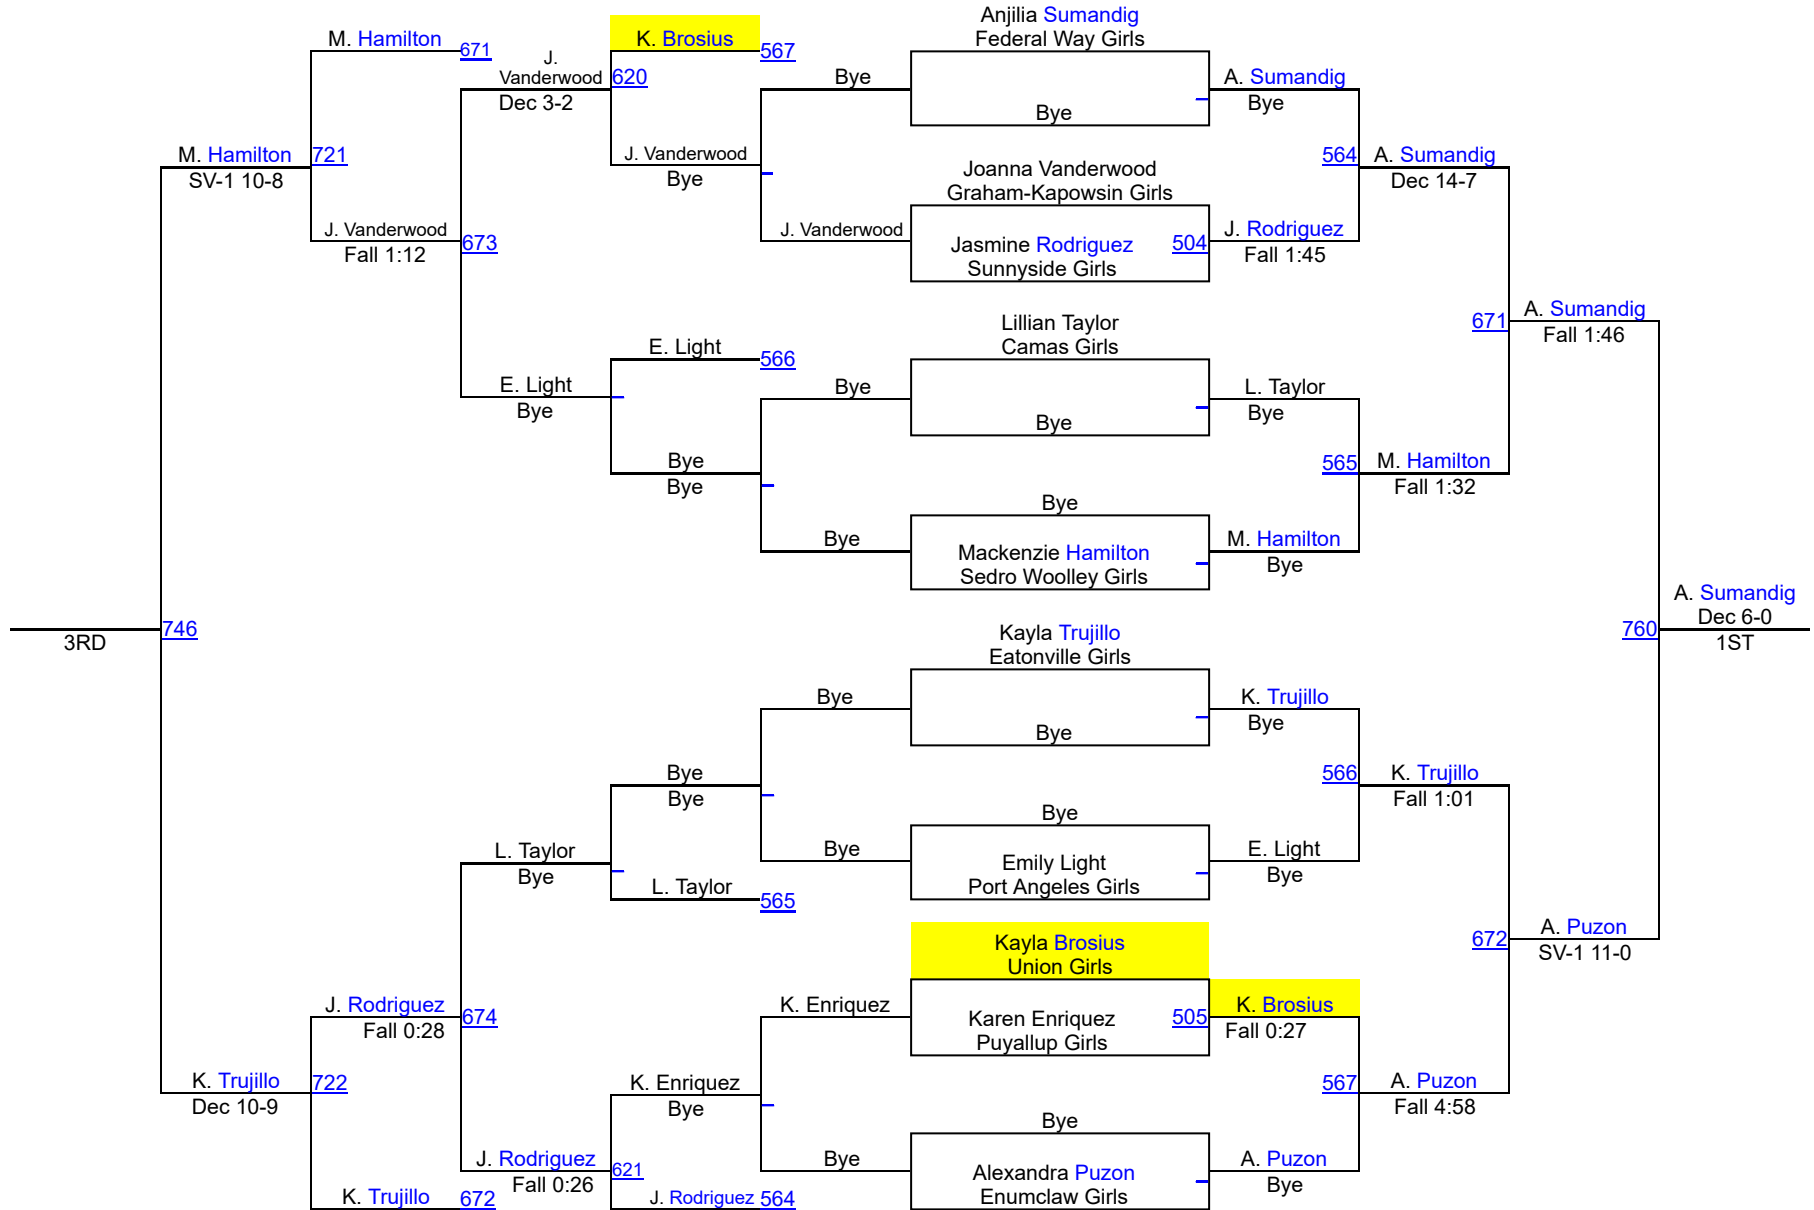 Anjilia Sumandig
Federal Way Girls
M. Hamilton
671
J.
Vanderwood
620
Dec 3-2
K. Brosius
567
Bye
A. Sumandig
Bye
Bye
M. Hamilton
721
SV-1 10-8
J. Vanderwood
Bye
Joanna Vanderwood
Graham-Kapowsin Girls
564
A. Sumandig
Dec 14-7
J. Vanderwood
Fall 1:12
673
J. Vanderwood
Jasmine Rodriguez
504
Sunnyside Girls
J. Rodriguez
Fall 1:45
Lillian Taylor
Camas Girls
671
A. Sumandig
Fall 1:46
E. Light
566
E. Light
Bye
Bye
L. Taylor
Bye
Bye
Bye
Bye
565
M. Hamilton
Fall 1:32
Bye
Bye
Mackenzie Hamilton
Sedro Woolley Girls
M. Hamilton
Bye
746
3RD
Kayla Trujillo
Eatonville Girls
A. Sumandig
Dec 6-0
760
1ST
Bye
K. Trujillo
Bye
Bye
Bye
Bye
566
K. Trujillo
Fall 1:01
Bye
L. Taylor
Bye
Bye
Emily Light
Port Angeles Girls
E. Light
Bye
L. Taylor
565
Kayla Brosius
Union Girls
672
A. Puzon
SV-1 11-0
J. Rodriguez
Fall 0:28
674
K. Enriquez
Karen Enriquez
505
Puyallup Girls
K. Brosius
Fall 0:27
K. Trujillo
722
Dec 10-9
K. Enriquez
Bye
567
A. Puzon
Fall 4:58
Bye
J. Rodriguez
621
Fall 0:26
Bye
Alexandra Puzon
Enumclaw Girls
A. Puzon
Bye
K. Trujillo
672
J. Rodriguez
564